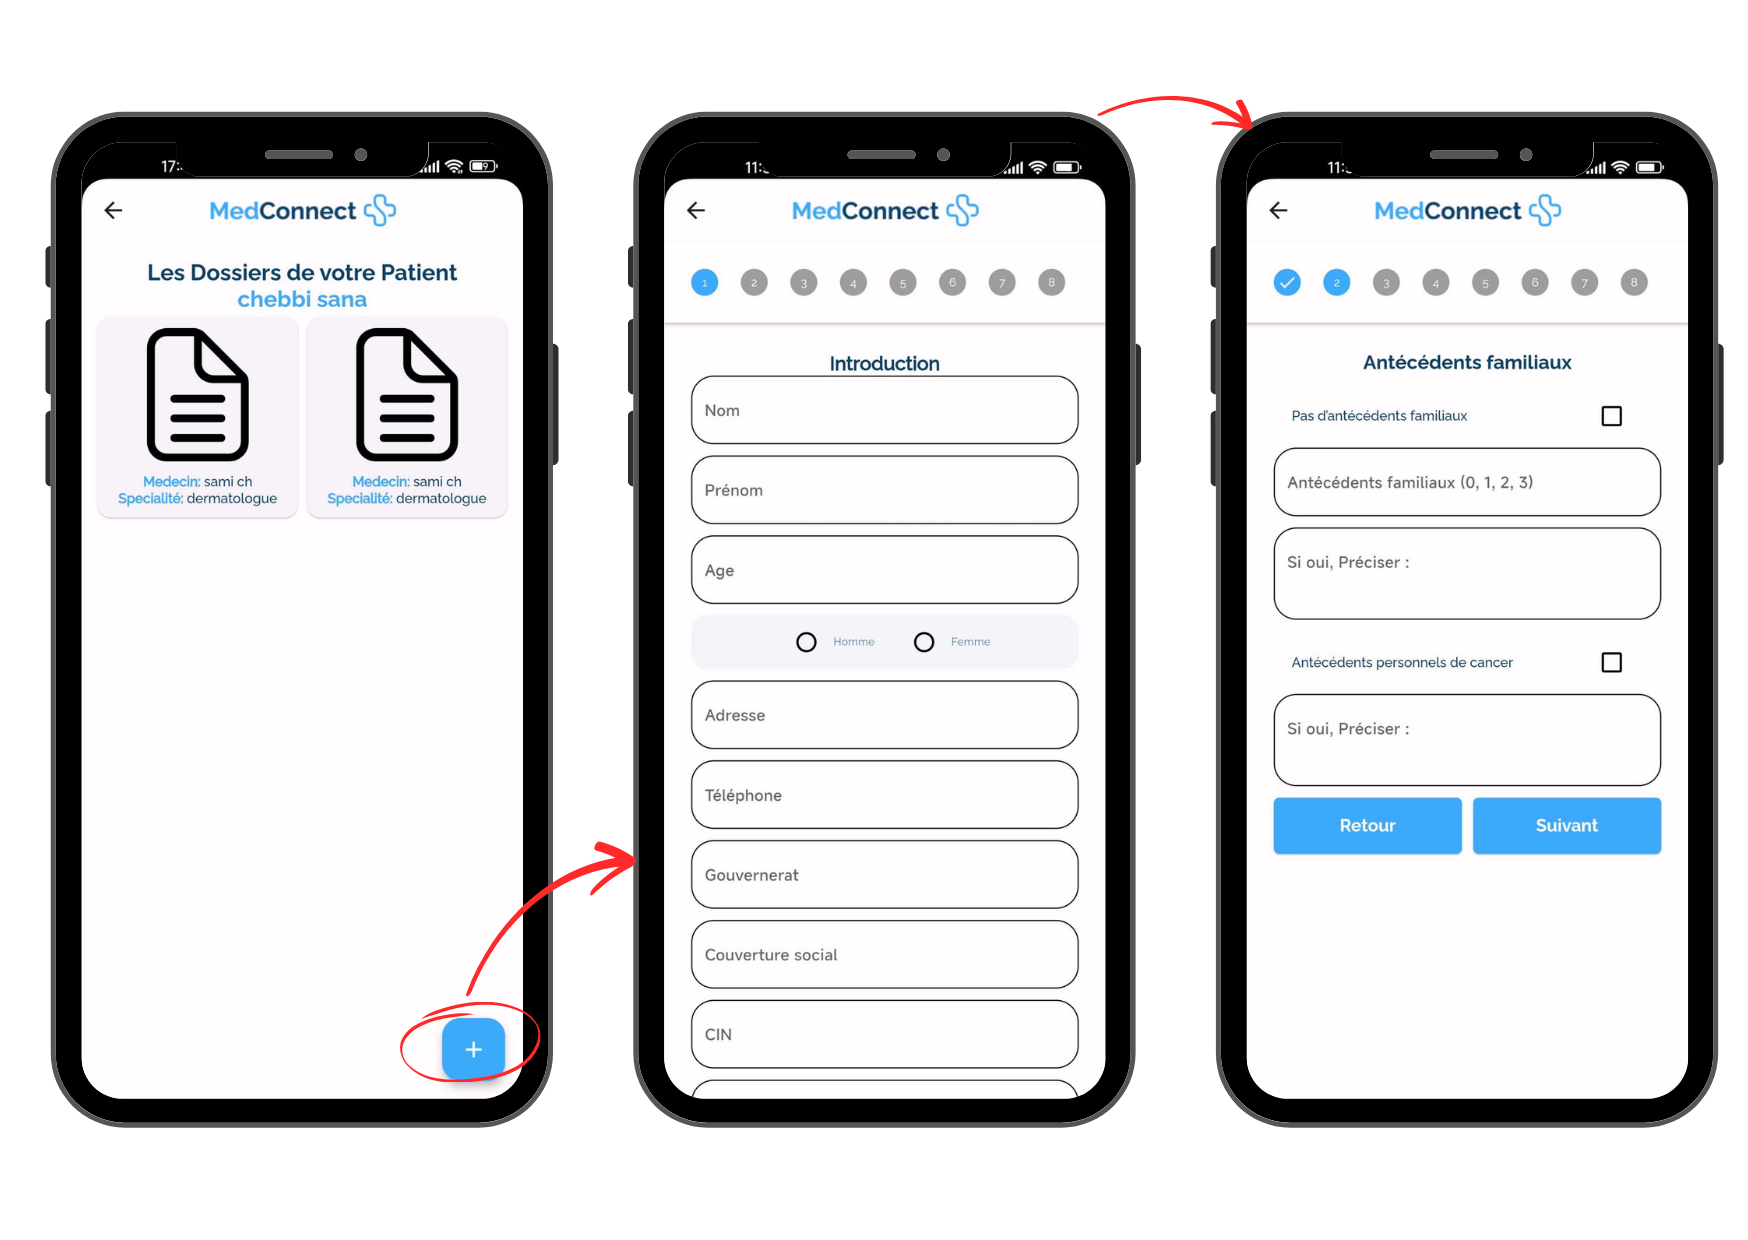 17:
9
MedConnect
Les Dossiers de votre Patient
chebbi sana
Medecin: sami ch
Specialité: dermatologue
Medecin: sami ch
Specialité: dermatologue
+
11:
MedConnect
1 2 3 4 5 6 7 8
Introduction
Nom
Prénom
Age
Homme Femme
Adresse
Téléphone
Gouvernerat
Couverture social
CIN
11:
MedConnect
2 3 4 5 6 7 8
Antécédents familiaux
Pas d'antécédents familiaux
Antécédents familiaux (0, 1, 2, 3)
Si oui, Préciser :
Antécédents personnels de cancer
Si oui, Préciser :
Retour Suivant